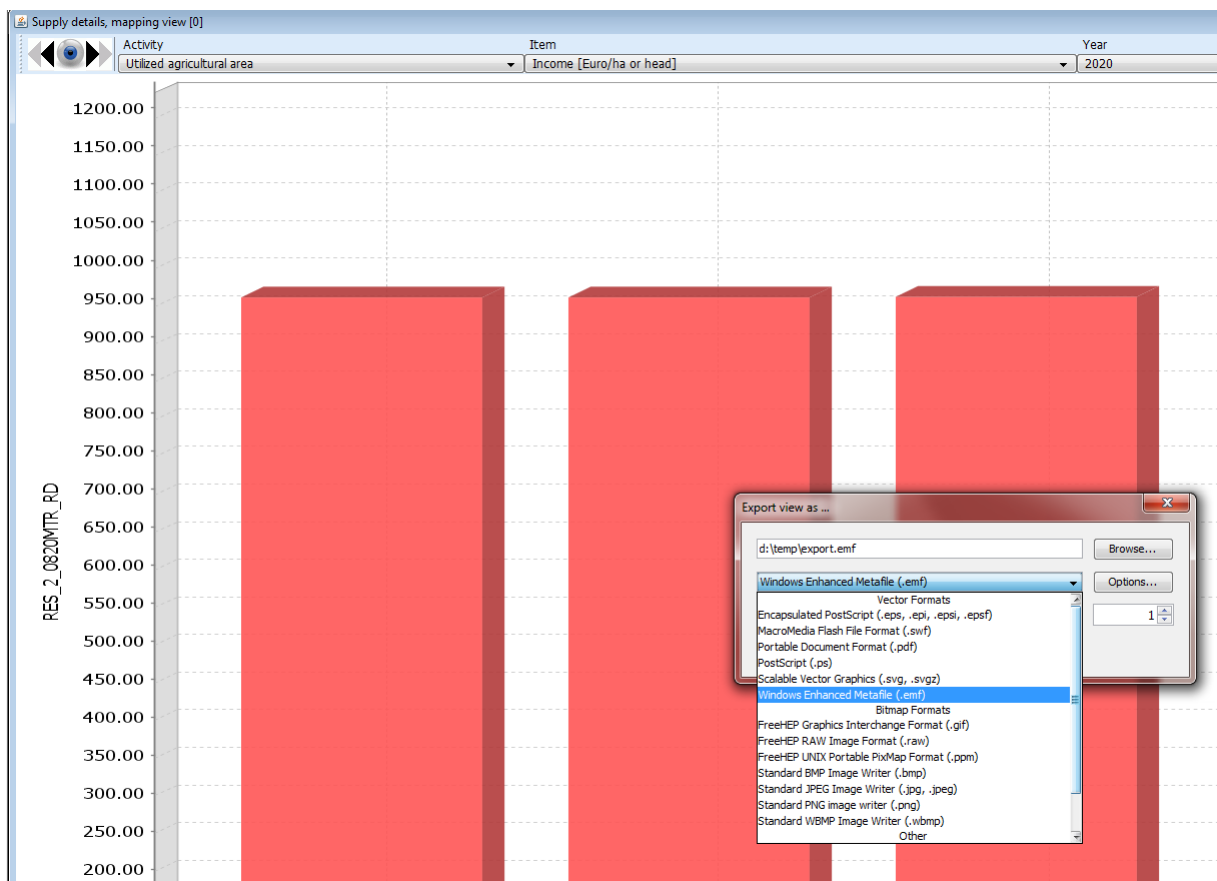 Supply details, mapping view [0]
Activity Item Year
Utilized agricultural area Income [Euro/ha or head] 2020
1200.00
1150.00
1100.00
1050.00
1000.00
950.00
900.00
850.00
800.00
750.00
700.00
650.00
600.00
550.00
500.00
450.00
400.00
350.00
300.00
250.00
200.00
RES_2_0820MTR_RD
Export view as ...
d:\temp\export.emf Browse...
Windows Enhanced Metafile (.emf) Options...
1
Vector Formats
Encapsulated PostScript (.eps, .epi, .epsi, .epsf)
MacroMedia Flash File Format (.swf)
Portable Document Format (.pdf)
PostScript (.ps)
Scalable Vector Graphics (.svg, .svgz)
Windows Enhanced Metafile (.emf)
Bitmap Formats
FreeHEP Graphics Interchange Format (.gif)
FreeHEP RAW Image Format (.raw)
FreeHEP UNIX Portable PixMap Format (.ppm)
Standard BMP Image Writer (.bmp)
Standard JPEG Image Writer (.jpg, .jpeg)
Standard PNG image writer (.png)
Standard WBMP Image Writer (.wbmp)
Other